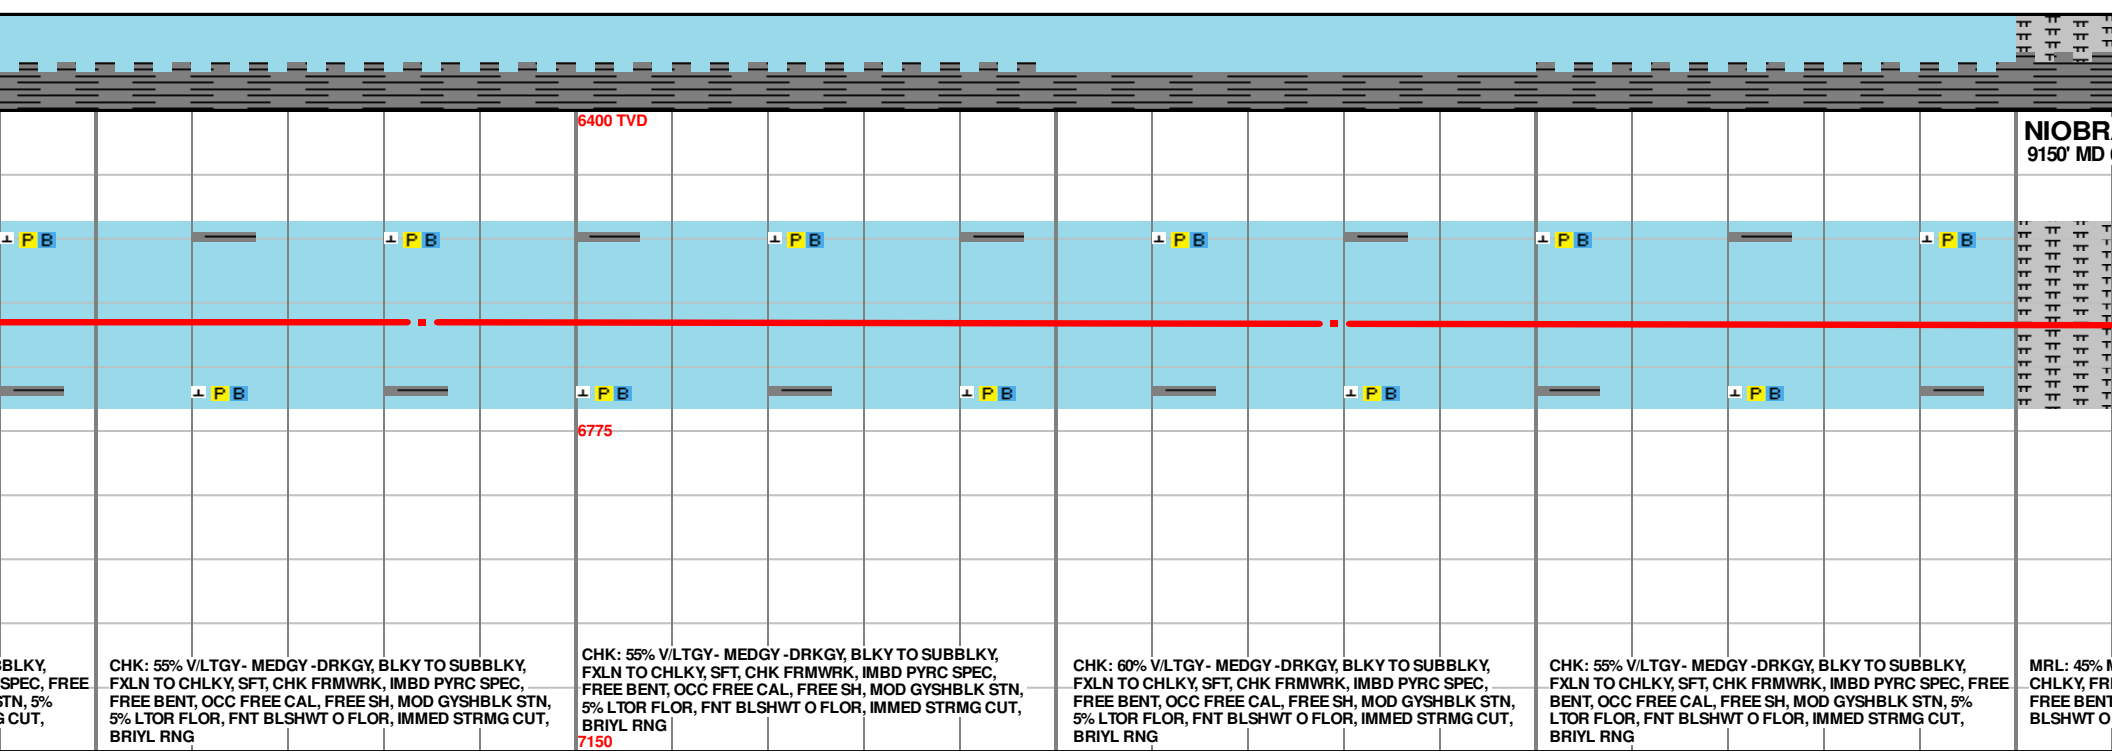 6400 TVD
NIOBR
9150' MD
P B
P B
P B
P B
P B
P B
P B
P B
P B
P B
P B
6775
BLKY,
SPEC, FREE
STN, 5%
CUT,
CHK: 55% V/LTGY- MEDGY -DRKGY, BLKY TO SUBBLKY,
FXLN TO CHLKY, SFT, CHK FRMWRK, IMBD PYRC SPEC,
FREE BENT, OCC FREE CAL, FREE SH, MOD GYSHBLK STN,
5% LTOR FLOR, FNT BLSHWT O FLOR, IMMED STRMG CUT,
BRIYL RNG
CHK: 55% V/LTGY- MEDGY -DRKGY, BLKY TO SUBBLKY,
FXLN TO CHLKY, SFT, CHK FRMWRK, IMBD PYRC SPEC,
FREE BENT, OCC FREE CAL, FREE SH, MOD GYSHBLK STN,
5% LTOR FLOR, FNT BLSHWT O FLOR, IMMED STRMG CUT,
BRIYL RNG
7150
CHK: 60% V/LTGY- MEDGY -DRKGY, BLKY TO SUBBLKY,
FXLN TO CHLKY, SFT, CHK FRMWRK, IMBD PYRC SPEC,
FREE BENT, OCC FREE CAL, FREE SH, MOD GYSHBLK STN,
5% LTOR FLOR, FNT BLSHWT O FLOR, IMMED STRMG CUT,
BRIYL RNG
CHK: 55% V/LTGY- MEDGY -DRKGY, BLKY TO SUBBLKY,
FXLN TO CHLKY, SFT, CHK FRMWRK, IMBD PYRC SPEC, FREE
BENT, OCC FREE CAL, FREE SH, MOD GYSHBLK STN, 5%
LTOR FLOR, FNT BLSHWT O FLOR, IMMED STRMG CUT,
BRIYL RNG
MRL: 45%
CHLKY, FR
FREE BENT
BLSHWT O